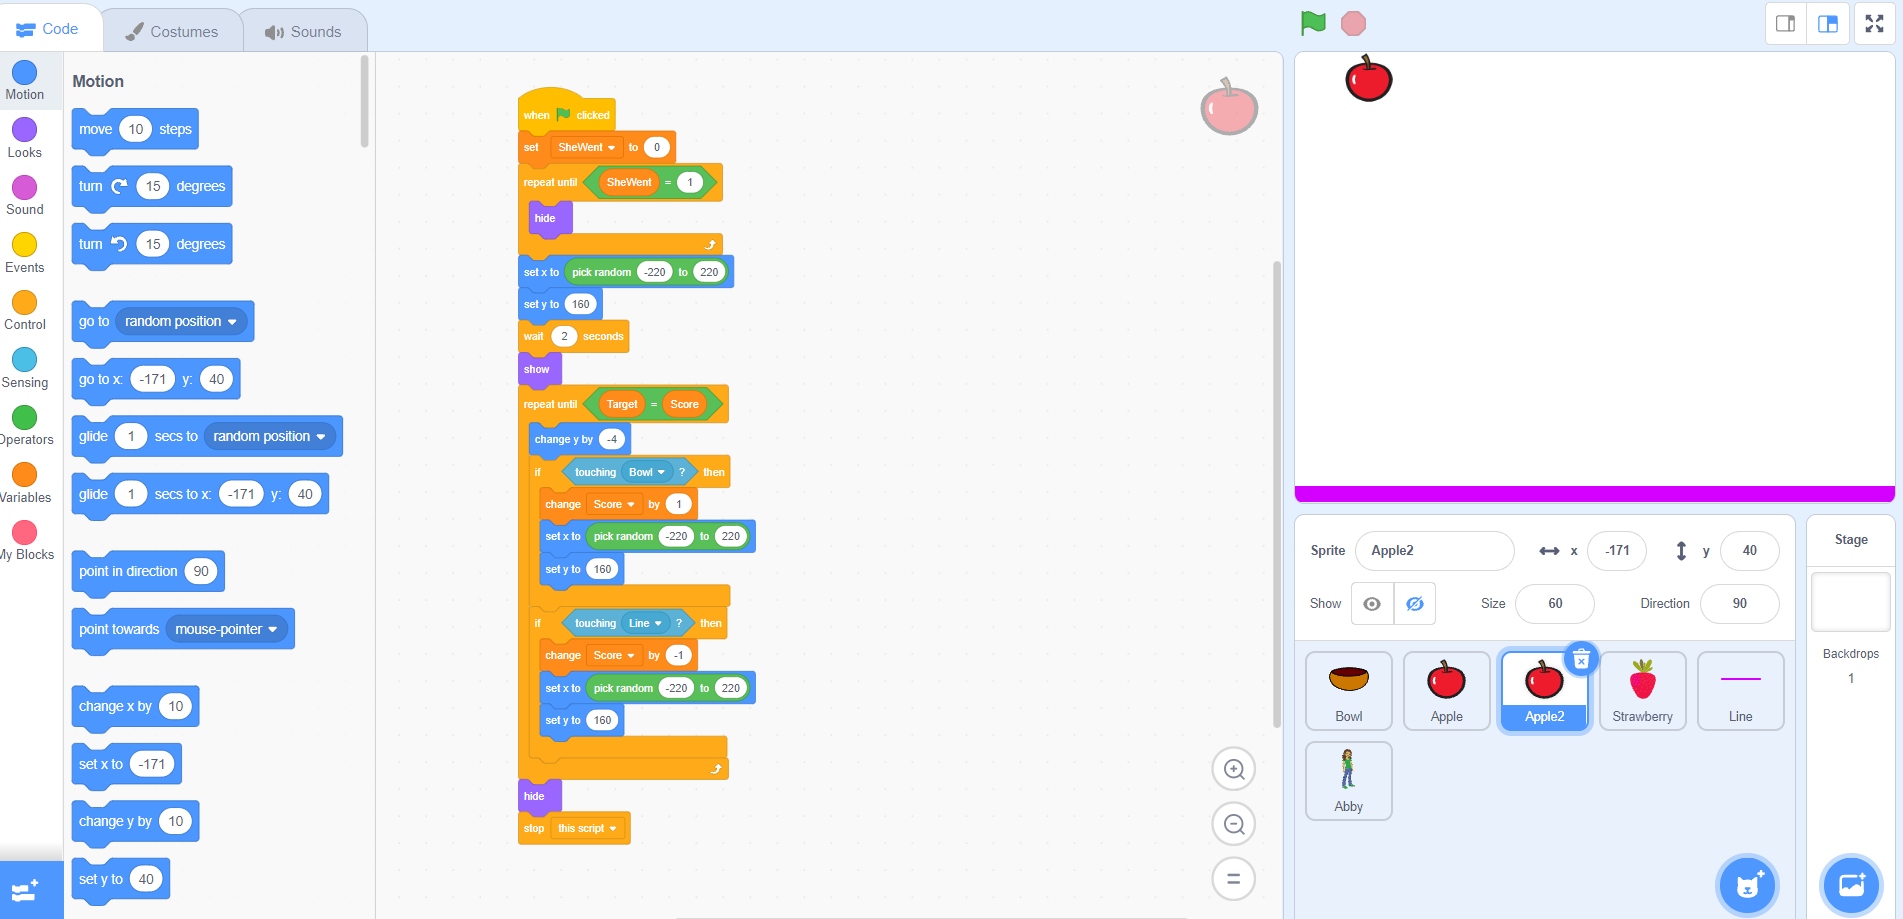 Code
Costumes
Sounds
Motion
Looks
Sound
Events
Control
Sensing
Operators
Variables
My Blocks
Motion
move 10 steps
turn 15 degrees
turn 15 degrees
go to random position
go to x: -171 y: 40
glide 1 secs to random position
glide 1 secs to x: -171 y: 40
point in direction 90
point towards mouse-pointer
change x by 10
set x to -171
change y by 10
set y to 40
when clicked
set SheWent to 0
repeat until SheWent = 1
hide
set x to pick random -220 to 220
set y to 160
wait 2 seconds
show
repeat until Target = Score
change y by -4
if touching Bowl ? then
change Score by 1
set x to pick random -220 to 220
set y to 160
if touching Line ? then
change Score by -1
set x to pick random -220 to 220
set y to 160
hide
stop this script
Sprite Apple2 x -171 y 40
Show Size 60 Direction 90
Bowl
Apple
Apple2
Strawberry
Line
Abby
Stage
Backdrops
1